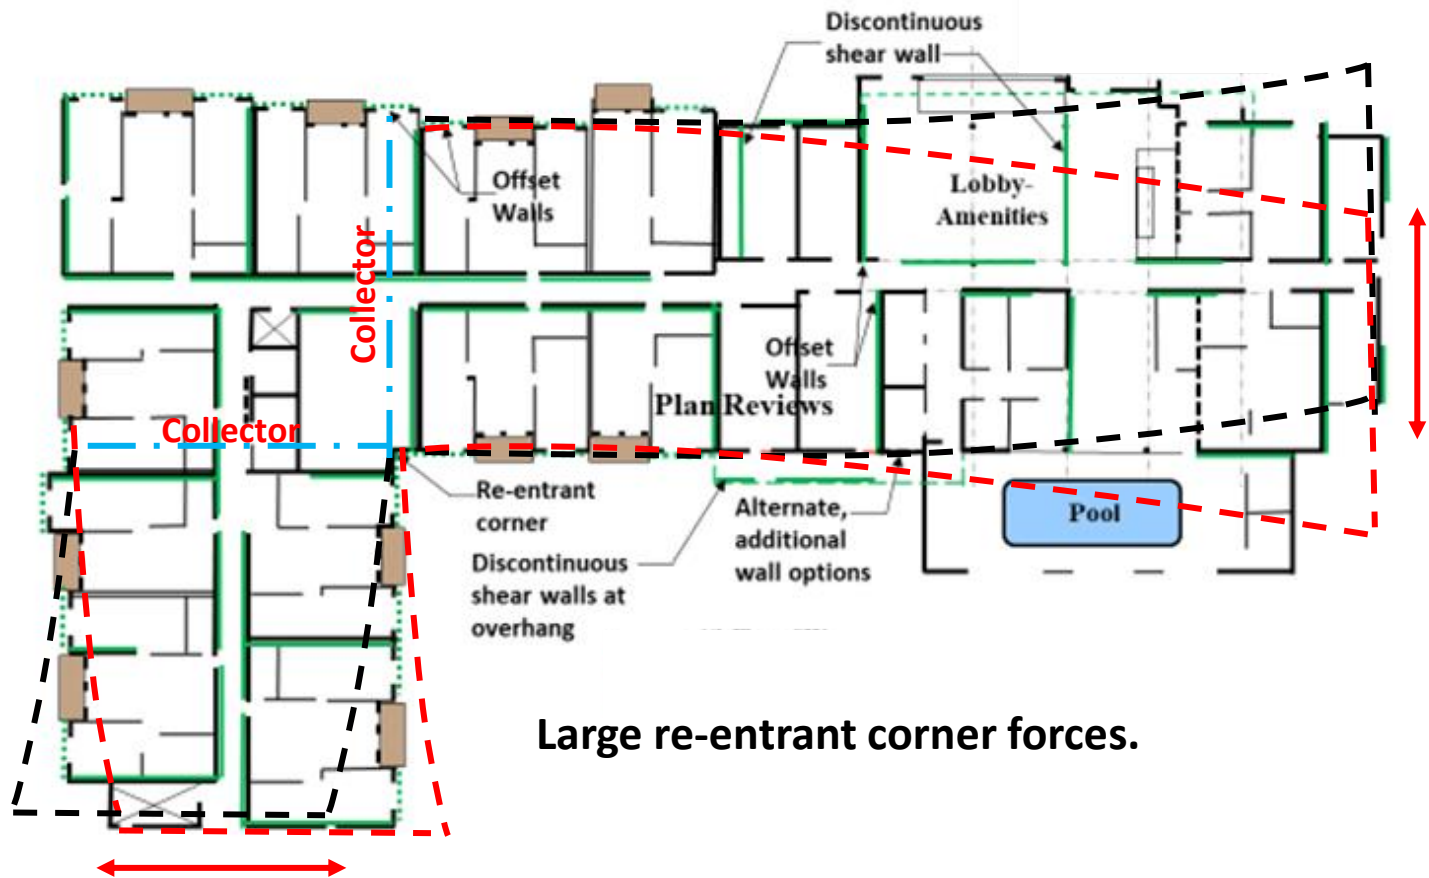 Discontinuous
shear wall
Offset
Walls
Lobby-
Amenities
Collector
Offset
Walls
Plan Reviews
Collector
Re-entrant
corner
Discontinuous
shear walls at
overhang
Alternate,
additional
wall options
Pool
Large re-entrant corner forces.